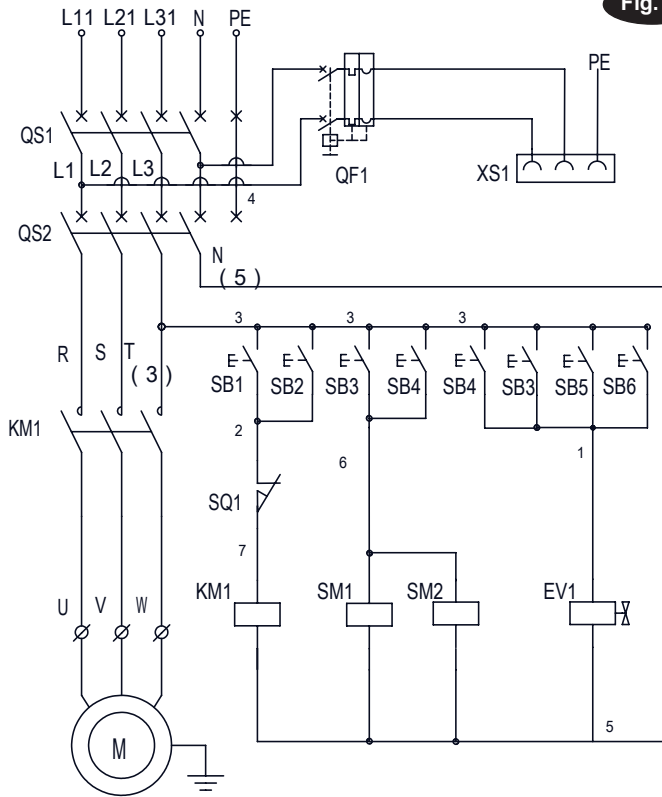 Fig.
L11 L21 L31 N PE
PE
QS1
L1 L2 L3
QF1
XS1
4
QS2
N
( 5 )
3 3 3
R S T
( 3 )
SB1 SB2 SB3 SB4 SB4 SB3 SB5 SB6
KM1
2
1
6
SQ1
7
KM1 SM1 SM2 EV1
U V W
5
M